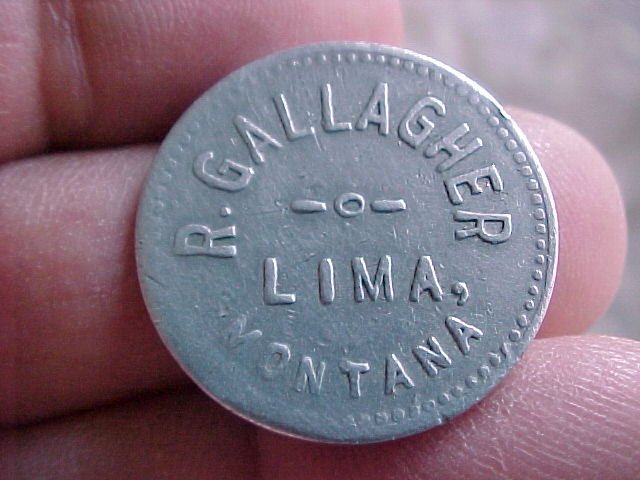 R. GALLAGHER
-O-
LIMA,
MONTANA